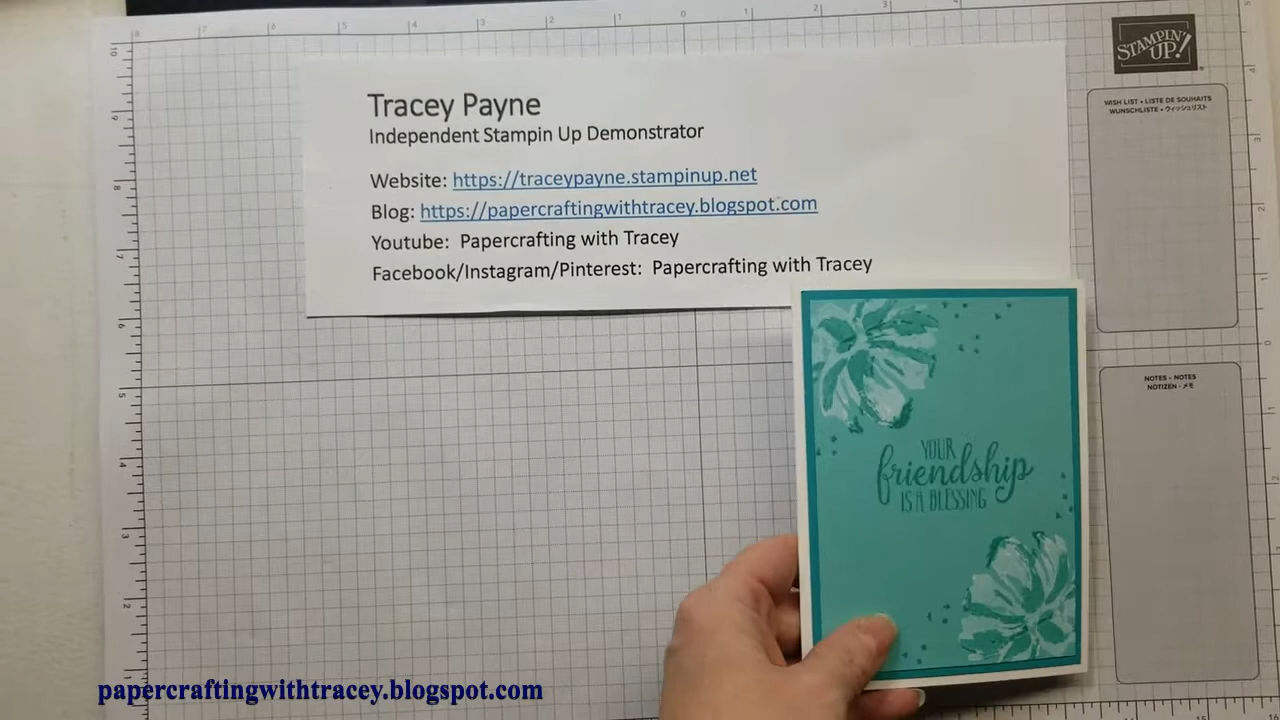 STAMPIN' UP!
Tracey Payne
Independent Stampin Up Demonstrator
Website: https://traceypayne.stampinup.net
Blog: https://papercraftingwithtracey.blogspot.com
Youtube: Papercrafting with Tracey
Facebook/Instagram/Pinterest: Papercrafting with Tracey
WISH LIST • LISTE DE SOUHAITS
WUNSCHLISTE • ウィッシュリスト
NOTES • NOTES
NOTIZEN • メモ
YOUR
friendship
IS A BLESSING
papercraftingwithtracey.blogspot.com